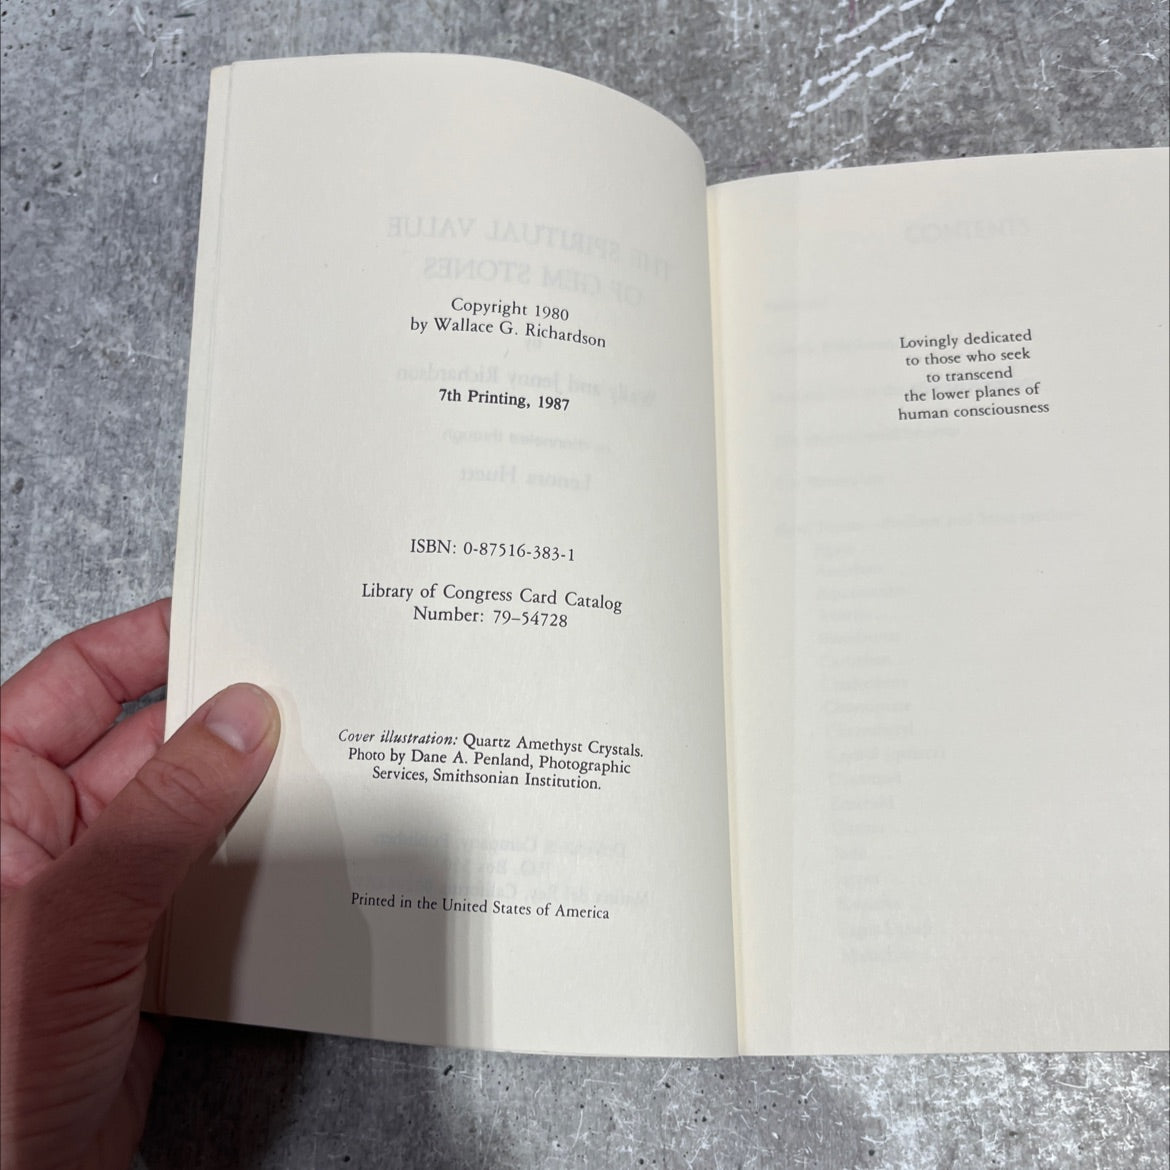 Copyright 1980
by Wallace G. Richardson
7th Printing, 1987
ISBN: 0-87516-383-1
Library of Congress Card Catalog
Number: 79-54728
Cover illustration: Quartz Amethyst Crystals.
Photo by Dane A. Penland, Photographic
Services, Smithsonian Institution.
Printed in the United States of America
Lovingly dedicated
to those who seek
to transcend
the lower planes of
human consciousness